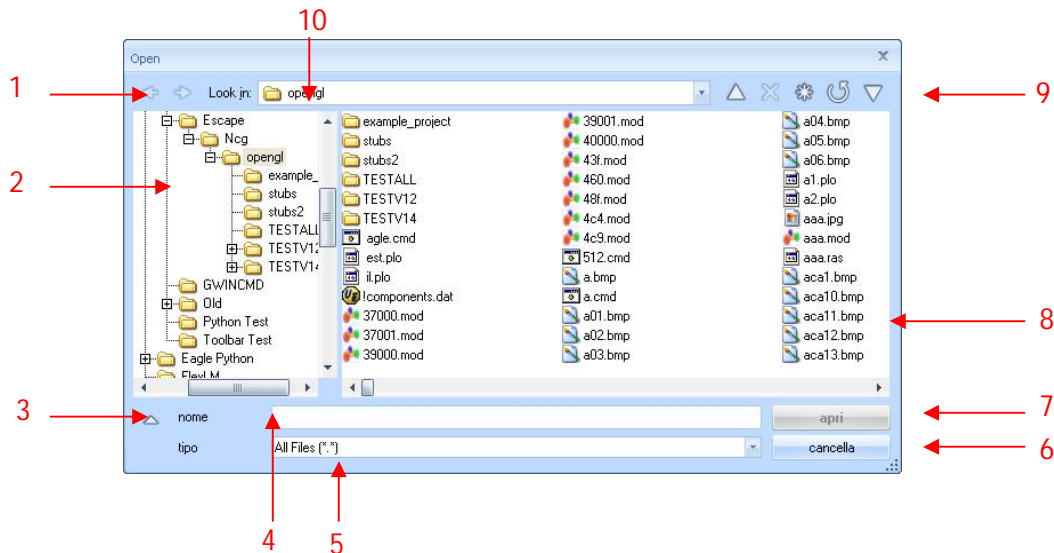 10
Open
1
Look in: opengl
9
Escape
Ncg
opengl
example_
stubs
stubs2
TESTALL
TESTV12
TESTV14
GWINCMD
Old
Python Test
Toolbar Test
Eagle Python
FlexLM
2
example_project
stubs
stubs2
TESTALL
TESTV12
TESTV14
agle.cmd
est.plo
il.plo
!components.dat
37000.mod
37001.mod
39000.mod
39001.mod
40000.mod
43f.mod
460.mod
48f.mod
4c4.mod
4c9.mod
512.cmd
a.bmp
a.cmd
a01.bmp
a02.bmp
a03.bmp
a04.bmp
a05.bmp
a06.bmp
a1.plo
a2.plo
aaa.jpg
aaa.mod
aaa.ras
aca1.bmp
aca10.bmp
aca11.bmp
aca12.bmp
aca13.bmp
8
3
nome
apri
7
tipo
All Files (*.*)
cancella
6
4
5